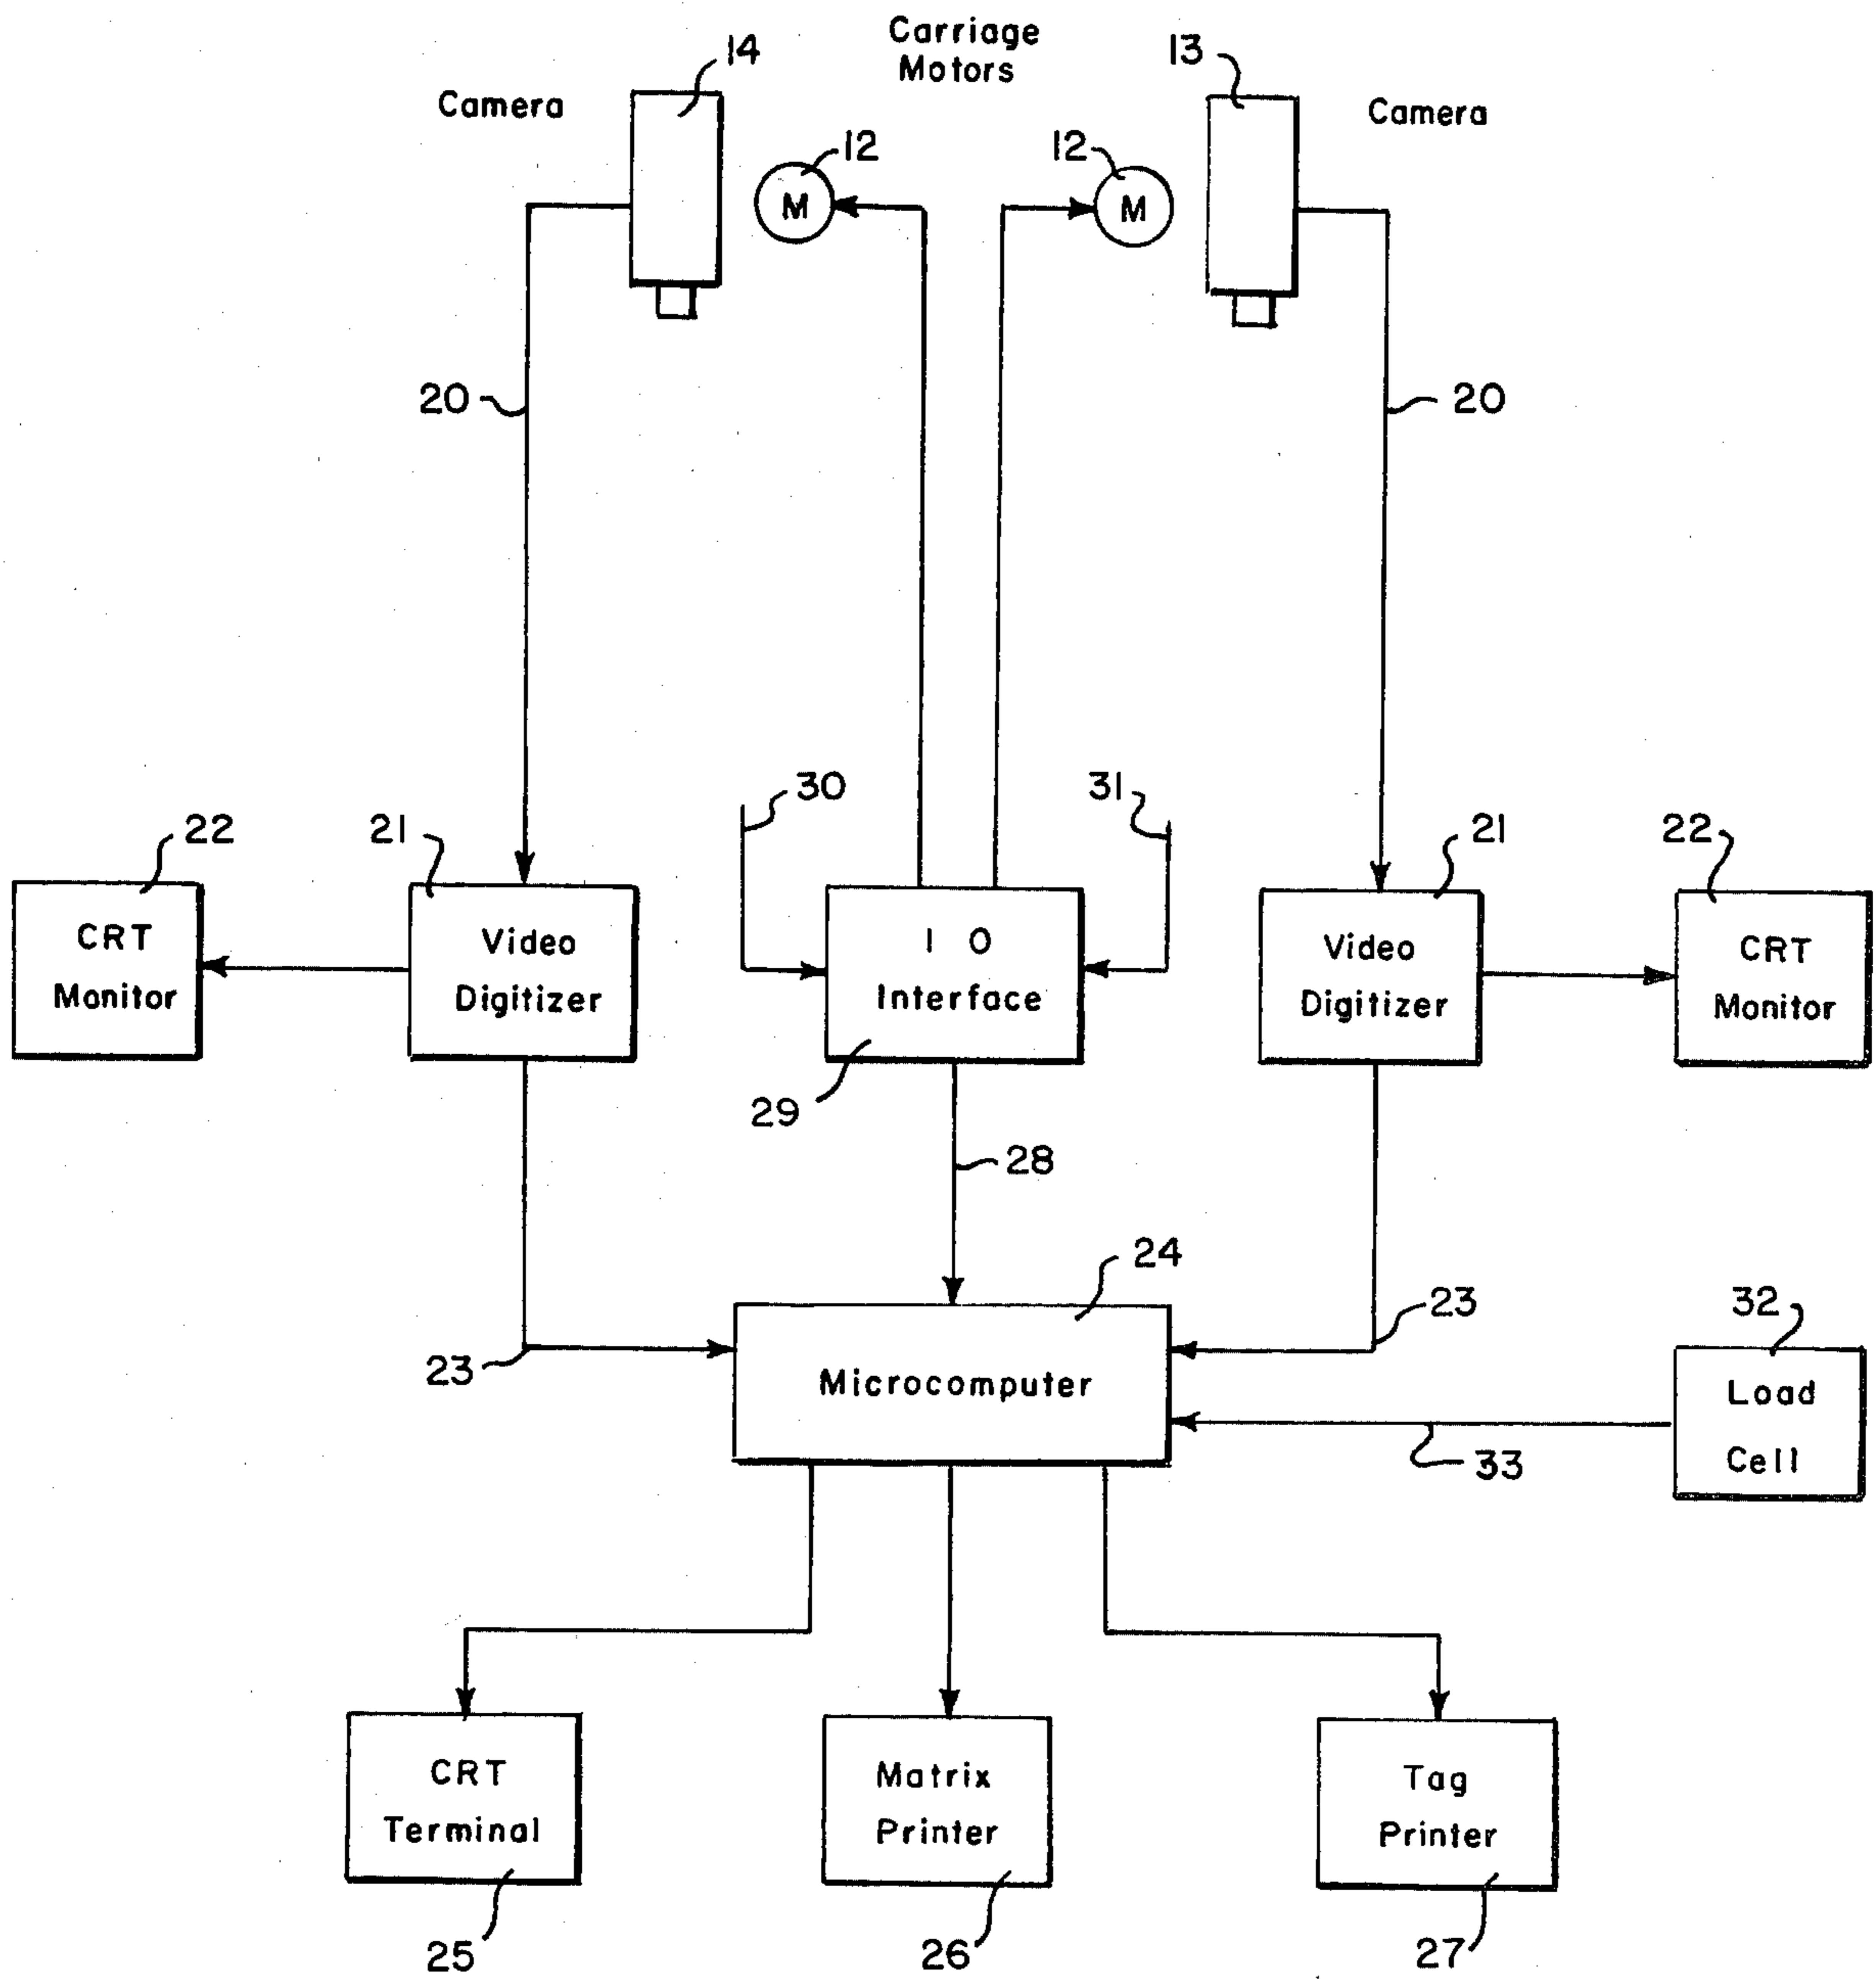 Carriage
Motors
14
13
Camera
Camera
12
12
M
M
20
20
30
31
22
21
21
22
CRT
Monitor
Video
Digitizer
I O
Interface
Video
Digitizer
CRT
Monitor
29
28
24
23
23
32
Microcomputer
Load
Cell
33
CRT
Terminal
Matrix
Printer
Tag
Printer
25
26
27